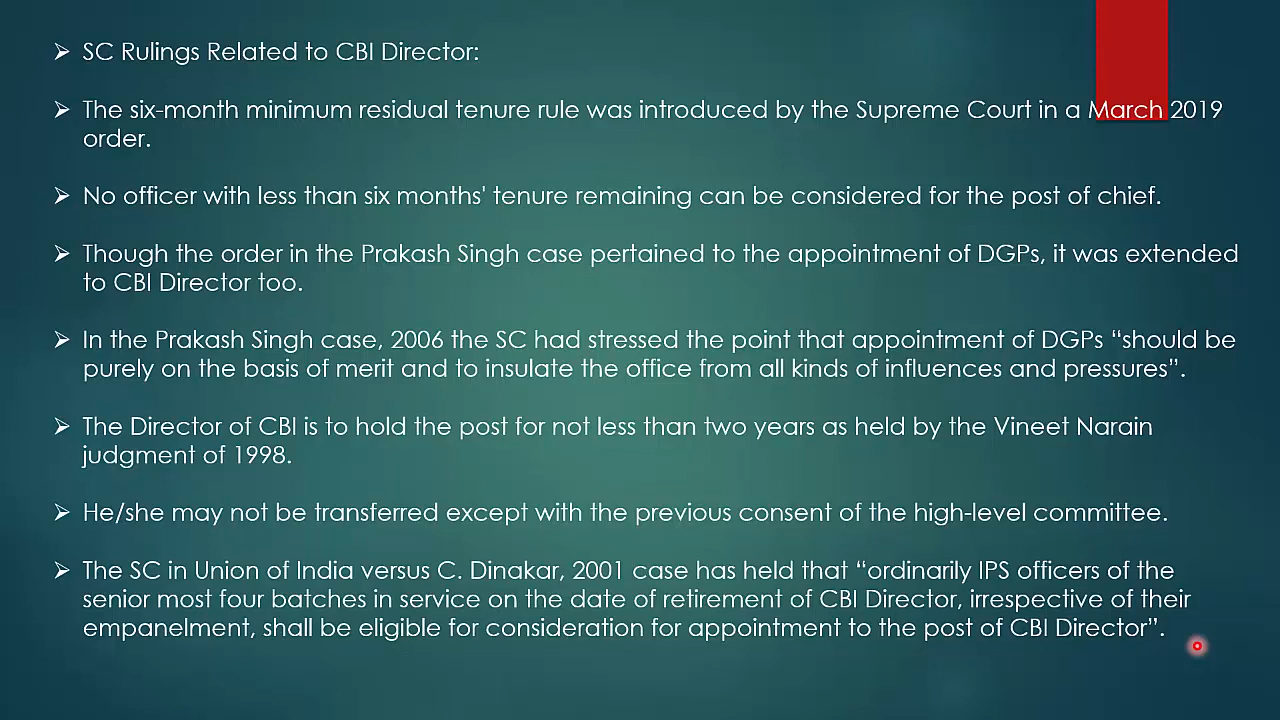 ➢ SC Rulings Related to CBI Director:
➢ The six-month minimum residual tenure rule was introduced by the Supreme Court in a March 2019
order.
➢ No officer with less than six months' tenure remaining can be considered for the post of chief.
➢ Though the order in the Prakash Singh case pertained to the appointment of DGPs, it was extended
to CBI Director too.
➢ In the Prakash Singh case, 2006 the SC had stressed the point that appointment of DGPs “should be
purely on the basis of merit and to insulate the office from all kinds of influences and pressures”.
➢ The Director of CBI is to hold the post for not less than two years as held by the Vineet Narain
judgment of 1998.
➢ He/she may not be transferred except with the previous consent of the high-level committee.
➢ The SC in Union of India versus C. Dinakar, 2001 case has held that “ordinarily IPS officers of the
senior most four batches in service on the date of retirement of CBI Director, irrespective of their
empanelment, shall be eligible for consideration for appointment to the post of CBI Director”.